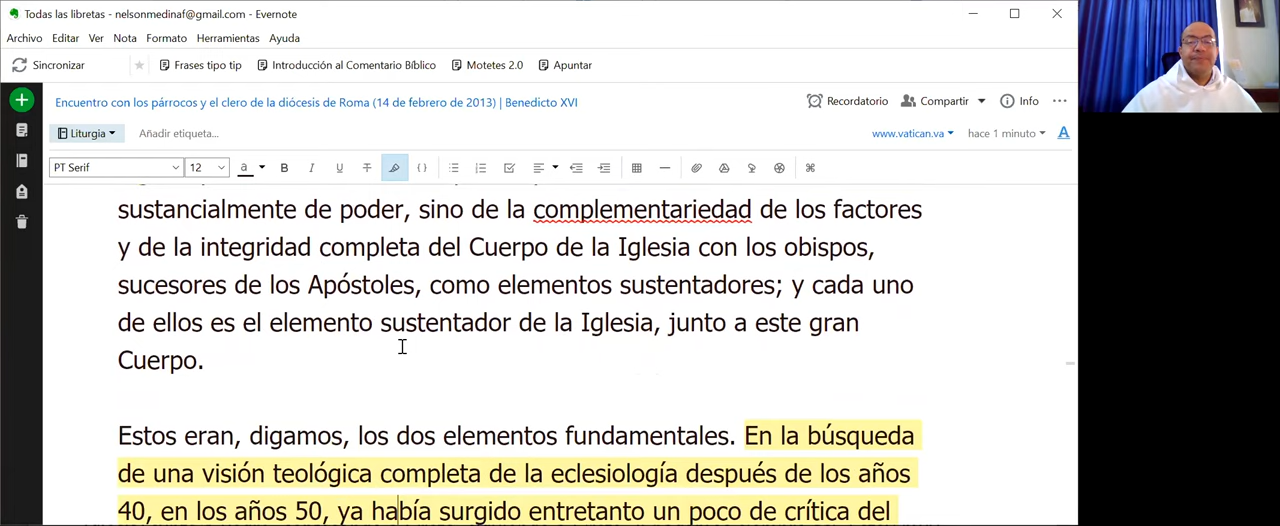 Todas las libretas - nelsonmedinaf@gmail.com - Evernote
Archivo Editar Ver Nota Formato Herramientas Ayuda
Sincronizar Frases tipo tip Introducción al Comentario Bíblico Motetes 2.0 Apuntar
Encuentro con los párrocos y el clero de la diócesis de Roma (14 de febrero de 2013) | Benedicto XVI Recordatorio Compartir Info
Liturgia Añadir etiqueta... www.vatican.va hace 1 minuto A
PT Serif 12 a B I U T {}
sustancialmente de poder, sino de la complementariedad de los factores
y de la integridad completa del Cuerpo de la Iglesia con los obispos,
sucesores de los Apóstoles, como elementos sustentadores; y cada uno
de ellos es el elemento sustentador de la Iglesia, junto a este gran
Cuerpo.
Estos eran, digamos, los dos elementos fundamentales. En la búsqueda
de una visión teológica completa de la eclesiología después de los años
40, en los años 50, ya había surgido entretanto un poco de crítica del